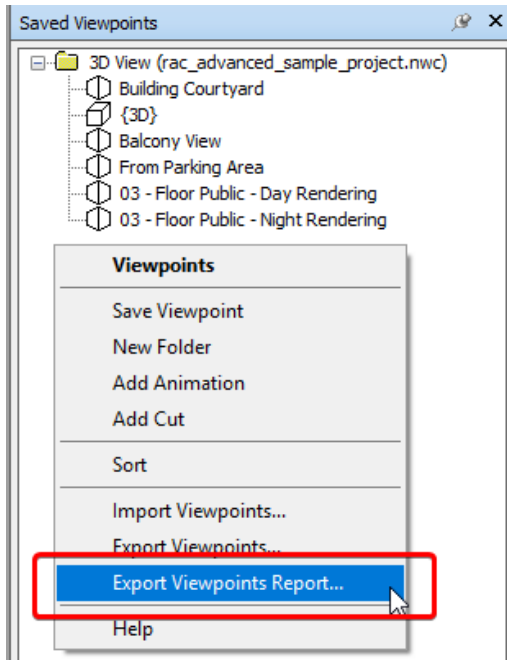 Saved Viewpoints
3D View (rac_advanced_sample_project.nwc)
Building Courtyard
{3D}
Balcony View
From Parking Area
03 - Floor Public - Day Rendering
03 - Floor Public - Night Rendering
Viewpoints
Save Viewpoint
New Folder
Add Animation
Add Cut
Sort
Import Viewpoints...
Export Viewpoints...
Export Viewpoints Report...
Help